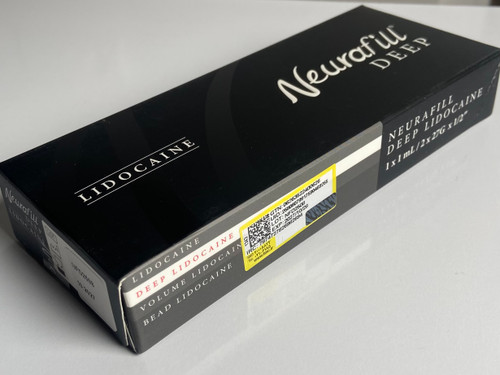 Neurafill
DEEP
LIDOCAINE
NEURAFILL
DEEP LIDOCAINE
1 x 1 mL / 2 x 27G x 1/2"
LIDOCAINE
DEEP LIDOCAINE
VOLUME LIDOCAINE
BEAD LIDOCAINE
Neurafill